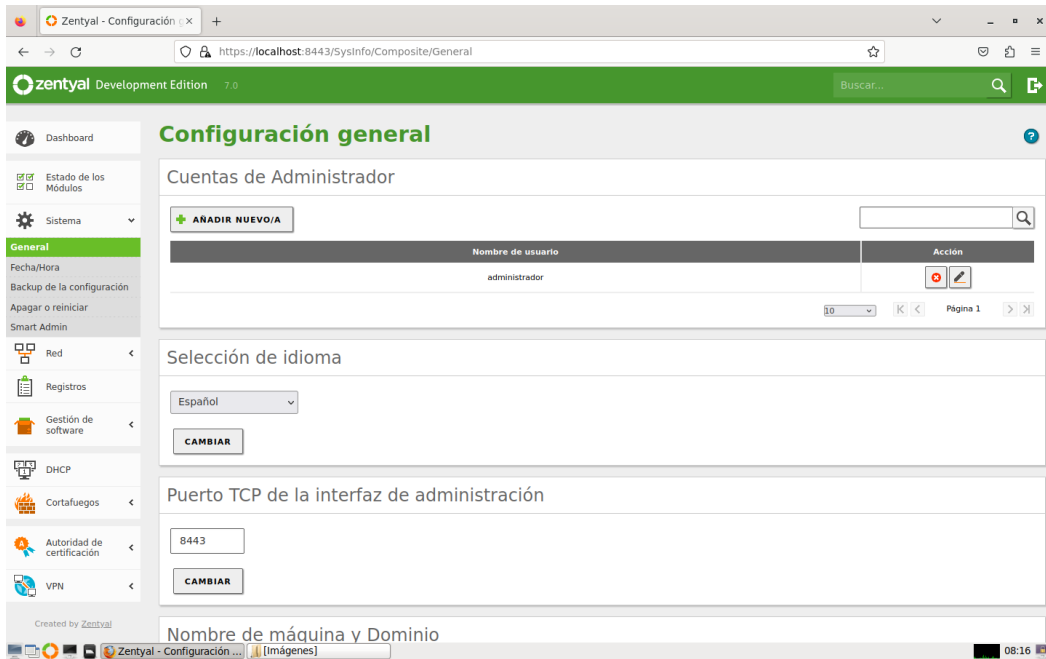 Zentyal - Configuración g
https://localhost:8443/SysInfo/Composite/General
zentyal Development Edition 7.0
Buscar...
Dashboard
Estado de los
Módulos
Sistema
General
Fecha/Hora
Backup de la configuración
Apagar o reiniciar
Smart Admin
Red
Registros
Gestión de
software
DHCP
Cortafuegos
Autoridad de
certificación
VPN
Created by Zentyal
Configuración general
Cuentas de Administrador
AÑADIR NUEVO/A
Nombre de usuario Acción
administrador
10 Página 1
Selección de idioma
Español
CAMBIAR
Puerto TCP de la interfaz de administración
8443
CAMBIAR
Nombre de máquina y Dominio
Zentyal - Configuración ... [Imágenes] 08:16